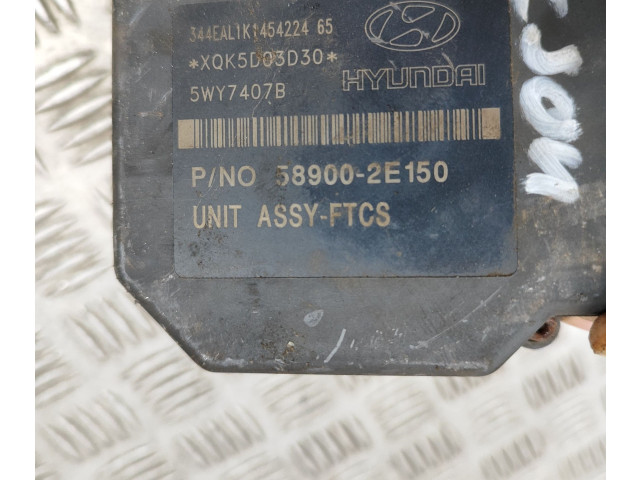 344EAL1K1454224 65
*XQK5D03D30*
5WY7407B
HYUNDAI
P/NO 58900-2E150
UNIT ASSY-FTCS